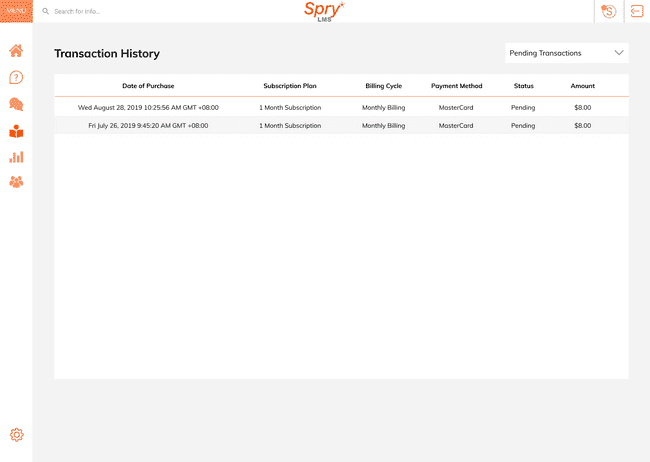 MENU
Search for Info...
Spry
LMS
S
Transaction History
Pending Transactions
Date of Purchase Subscription Plan Billing Cycle Payment Method Status Amount
Wed August 28, 2019 10:25:56 AM GMT +08:00 1 Month Subscription Monthly Billing MasterCard Pending $8.00
Fri July 26, 2019 9:45:20 AM GMT +08:00 1 Month Subscription Monthly Billing MasterCard Pending $8.00